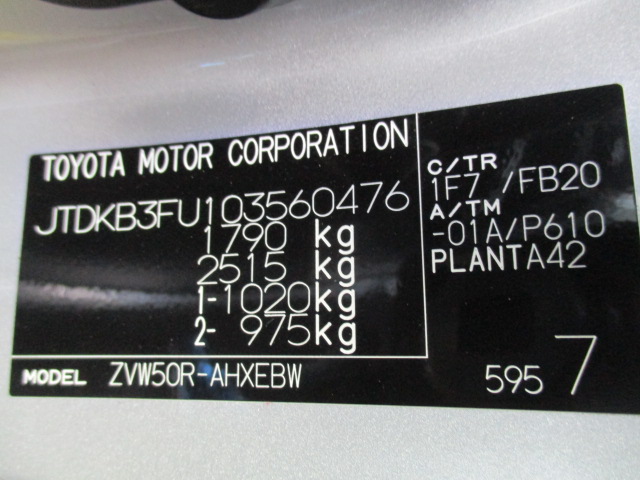 TOYOTA MOTOR CORPORATION
JTDKB3FU103560476
1790 kg
2515 kg
1-1020kg
2- 975kg
C/TR
1F7 /FB20
A/TM
-01A/P610
PLANTA42
MODEL ZVW50R-AHXEBW
595 7